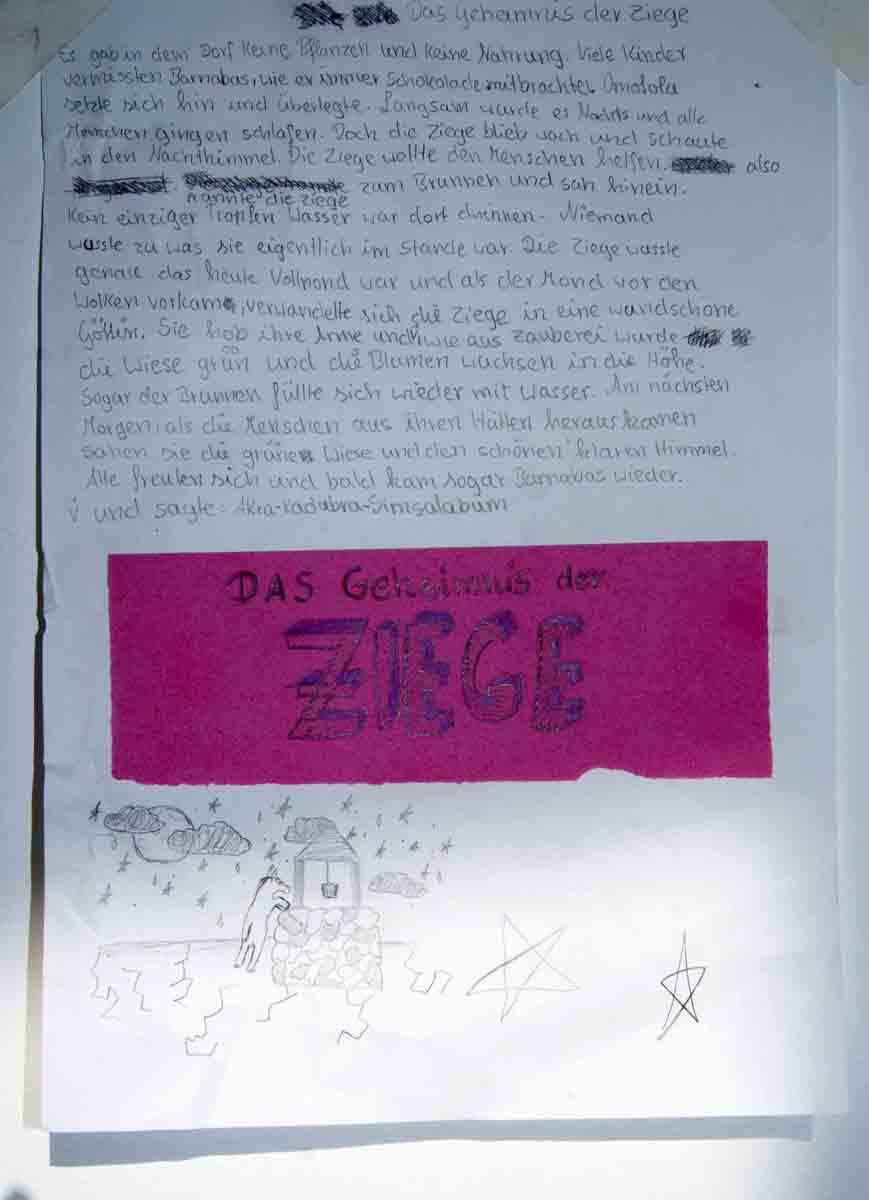 Das Geheimnis der Ziege
Es gab in dem Dorf keine Pflanzen und keine Nahrung. Viele Kinder
vermissten Barnabas, wie er immer Schokolade mitbrachte.
setzte sich hin und überlegte. Langsam wurde es Nachts und alle
Menschen gingen schlafen. Doch die Ziege blieb wach und schaute
in den Nachthimmel. Die Ziege wollte den Menschen helfen. also
rannte die ziege zum Brunnen und sah hinein.
Kein einziger Tropfen Wasser war dort drinnen. Niemand
wusste zu was sie eigentlich im Stande war. Die Ziege wusste
genau das heute Vollmond war und als der Mond vor den
Wolken vorkam, verwandelte sich die Ziege in eine wundschöne
Göttin. Sie hob ihre Arme und wie aus Zauberei wurde
die Wiese grün und die Blumen wuchsen in die Höhe.
Sogar der Brunnen füllte sich wieder mit Wasser. Am nächsten
Morgen, als die Menschen aus ihren Hütten herauskamen
sahen sie die grüne Wiese und den schönen klaren Himmel.
Alle freuten sich und bald kam sogar Barnabas wieder.
und sagte: Akra-Kadabra-Simsalabum
DAS Geheimnis der
ZIEGE